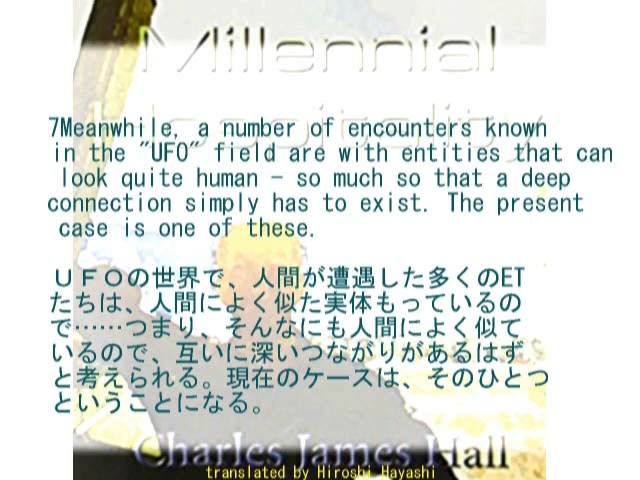 Millennial
Hospitality
7Meanwhile, a number of encounters known
in the "UFO" field are with entities that can
look quite human - so much so that a deep
connection simply has to exist. The present
case is one of these.
ＵＦＯの世界で、人間が遭遇した多くのET
たちは、人間によく似た実体もっているの
で……つまり、そんなにも人間によく似て
いるので、互いに深いつながりがあるはず
と考えられる。現在のケースは、そのひとつ
ということになる。
Charles James Hall
translated by Hiroshi Hayashi